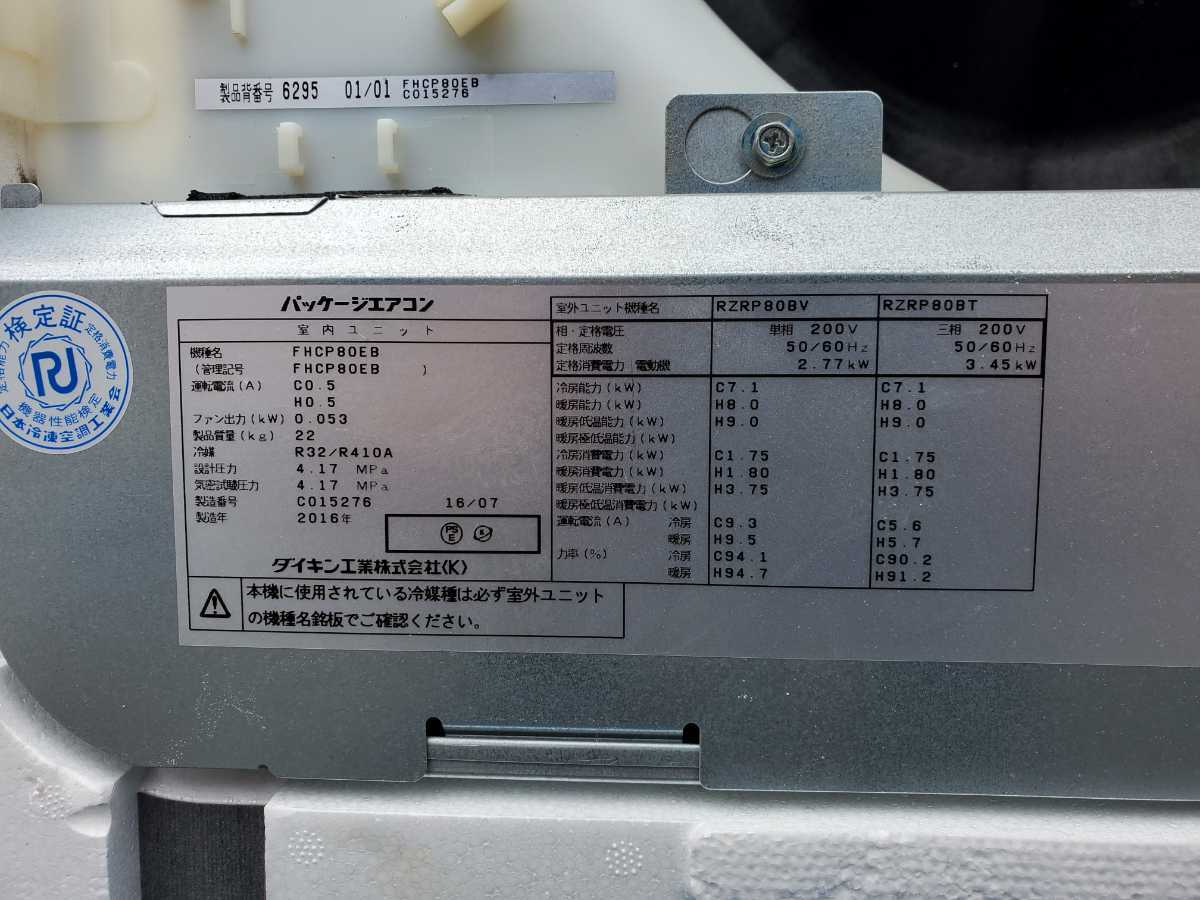 製品背番号 6295 01/01 FHCP80EB
C015276
検定証
定格能力
定格消費電力
機器性能検定
日本冷凍空調工業会
パッケージエアコン
室内ユニット
機種名 FHCP80EB
(管理記号 FHCP80EB )
運転電流(A) C0.5
H0.5
ファン出力(kW) 0.053
製品質量(kg) 22
冷媒 R32/R410A
設計圧力 4.17 MPa
気密試験圧力 4.17 MPa
製造番号 C015276 16/07
製造年 2016年
PS
E
ダイキン工業株式会社(K)
本機に使用されている冷媒種は必ず室外ユニット
の機種名銘板でご確認ください。
室外ユニット機種名 RZRP80BV RZRP80BT
相・定格電圧 単相 200V 三相 200V
定格周波数 50/60Hz 50/60Hz
定格消費電力 電動機 2.77kW 3.45kW
冷房能力(kW) C7.1 C7.1
暖房能力(kW) H8.0 H8.0
暖房低温能力(kW) H9.0 H9.0
暖房極低温能力(kW)
冷房消費電力(kW) C1.75 C1.75
暖房消費電力(kW) H1.80 H1.80
暖房低温消費電力(kW) H3.75 H3.75
暖房極低温消費電力(kW)
運転電流(A) 冷房 C9.3 C5.6
暖房 H9.5 H5.7
力率(%) 冷房 C94.1 C90.2
暖房 H94.7 H91.2